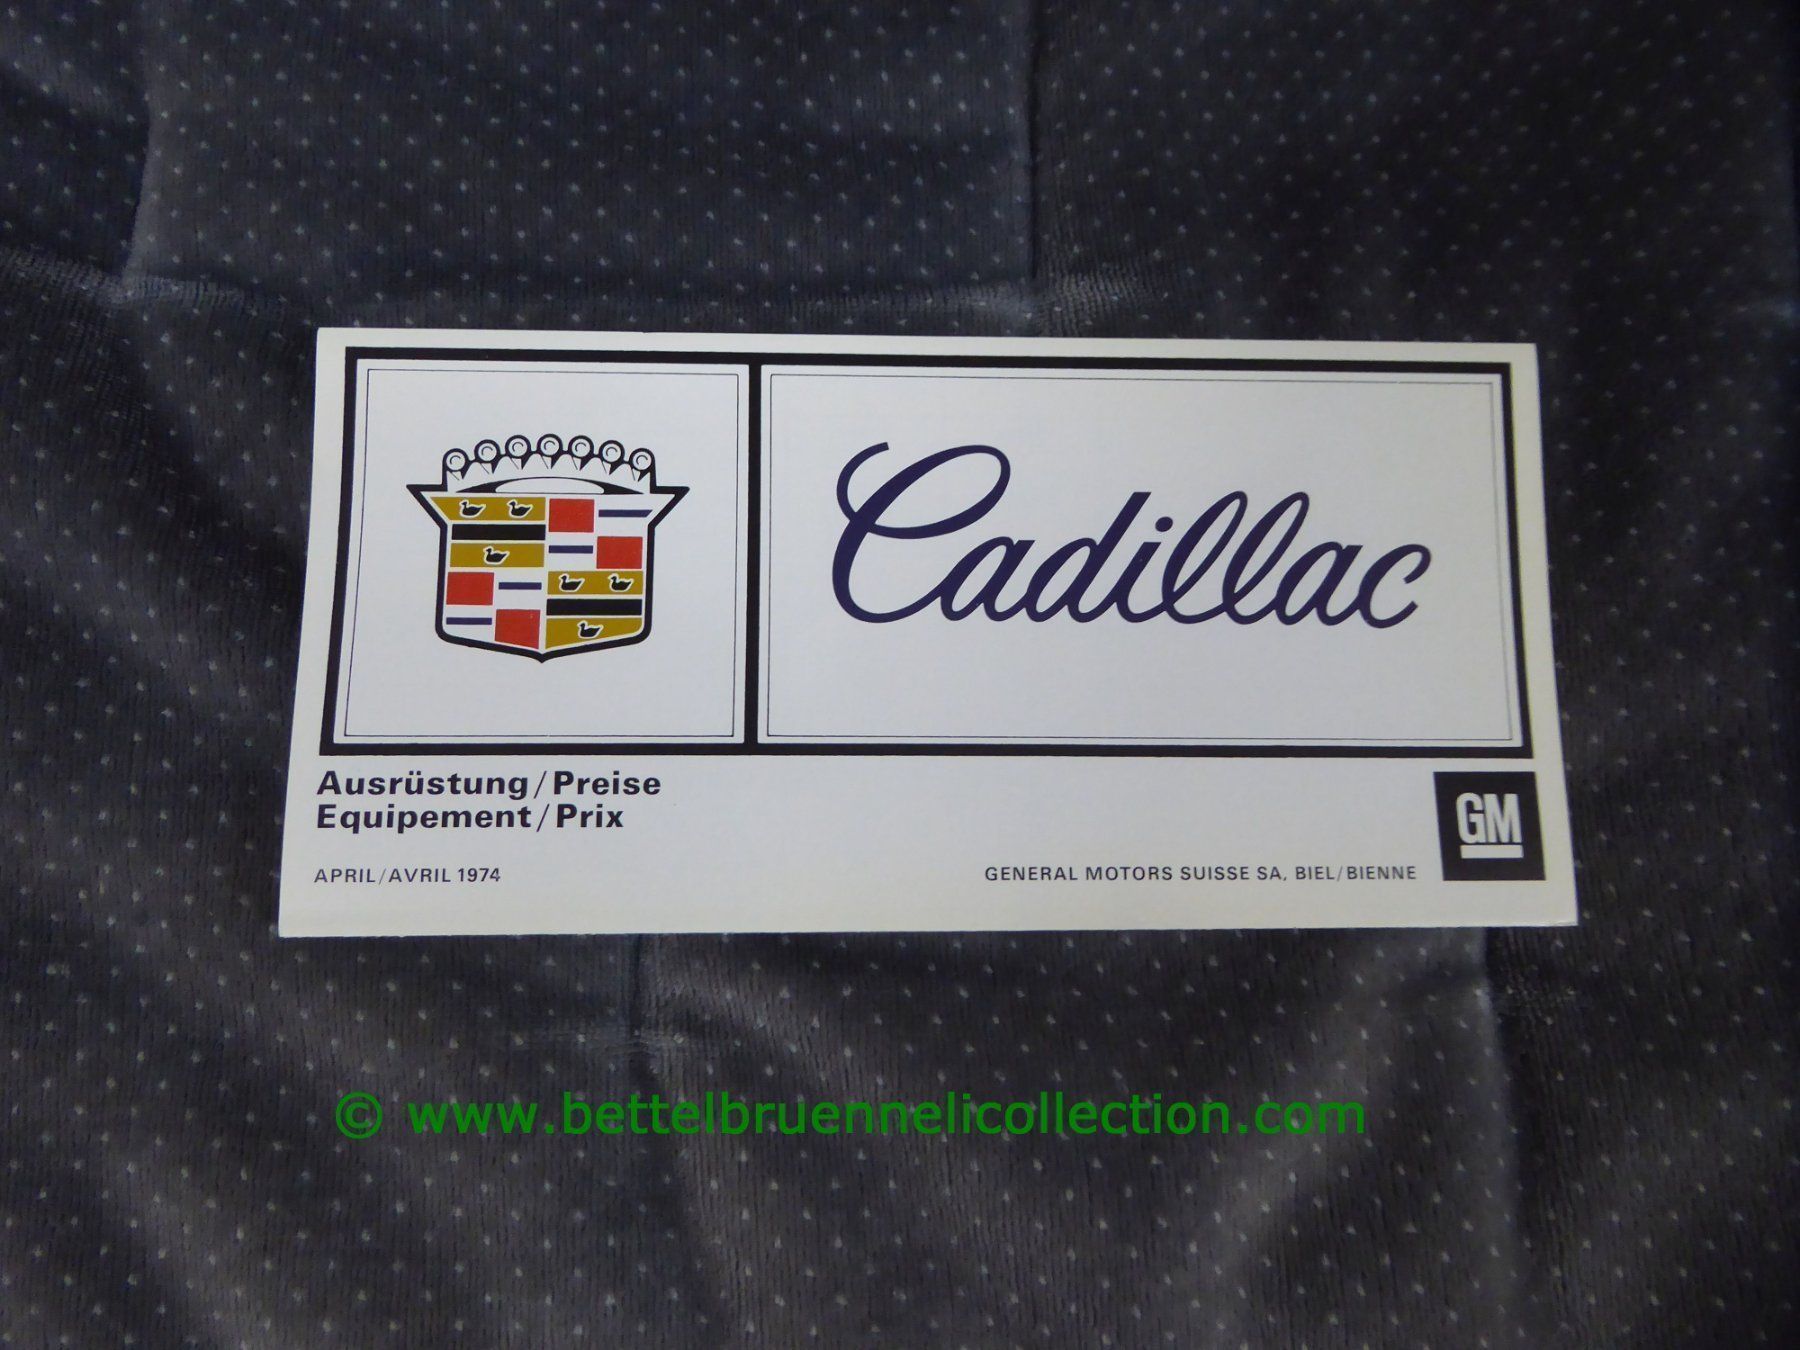 Cadillac
Ausrüstung/Preise
Equipement/Prix
APRIL/AVRIL 1974
GENERAL MOTORS SUISSE SA, BIEL/BIENNE
GM
© www.bettelbruennelicollection.com